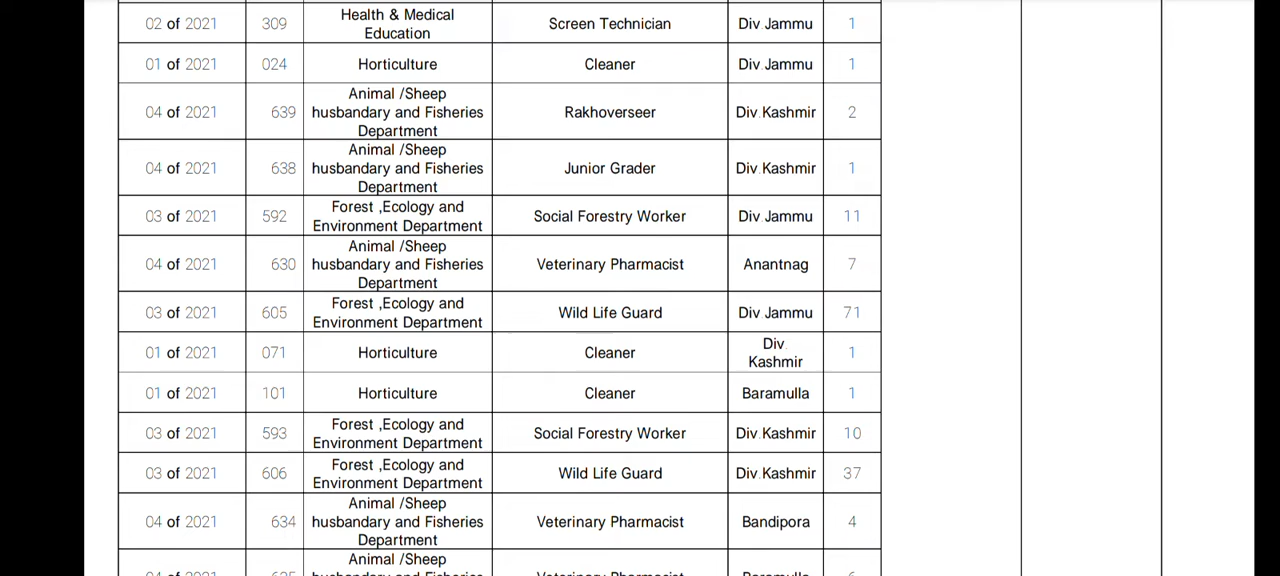 02 of 2021 309 Health & Medical Education Screen Technician Div.Jammu 1
01 of 2021 024 Horticulture Cleaner Div.Jammu 1
04 of 2021 639 Animal /Sheep husbandary and Fisheries Department Rakhoverseer Div.Kashmir 2
04 of 2021 638 Animal /Sheep husbandary and Fisheries Department Junior Grader Div.Kashmir 1
03 of 2021 592 Forest ,Ecology and Environment Department Social Forestry Worker Div.Jammu 11
04 of 2021 630 Animal /Sheep husbandary and Fisheries Department Veterinary Pharmacist Anantnag 7
03 of 2021 605 Forest ,Ecology and Environment Department Wild Life Guard Div.Jammu 71
01 of 2021 071 Horticulture Cleaner Div. Kashmir 1
01 of 2021 101 Horticulture Cleaner Baramulla 1
03 of 2021 593 Forest ,Ecology and Environment Department Social Forestry Worker Div.Kashmir 10
03 of 2021 606 Forest ,Ecology and Environment Department Wild Life Guard Div.Kashmir 37
04 of 2021 634 Animal /Sheep husbandary and Fisheries Department Veterinary Pharmacist Bandipora 4
Animal /Sheep